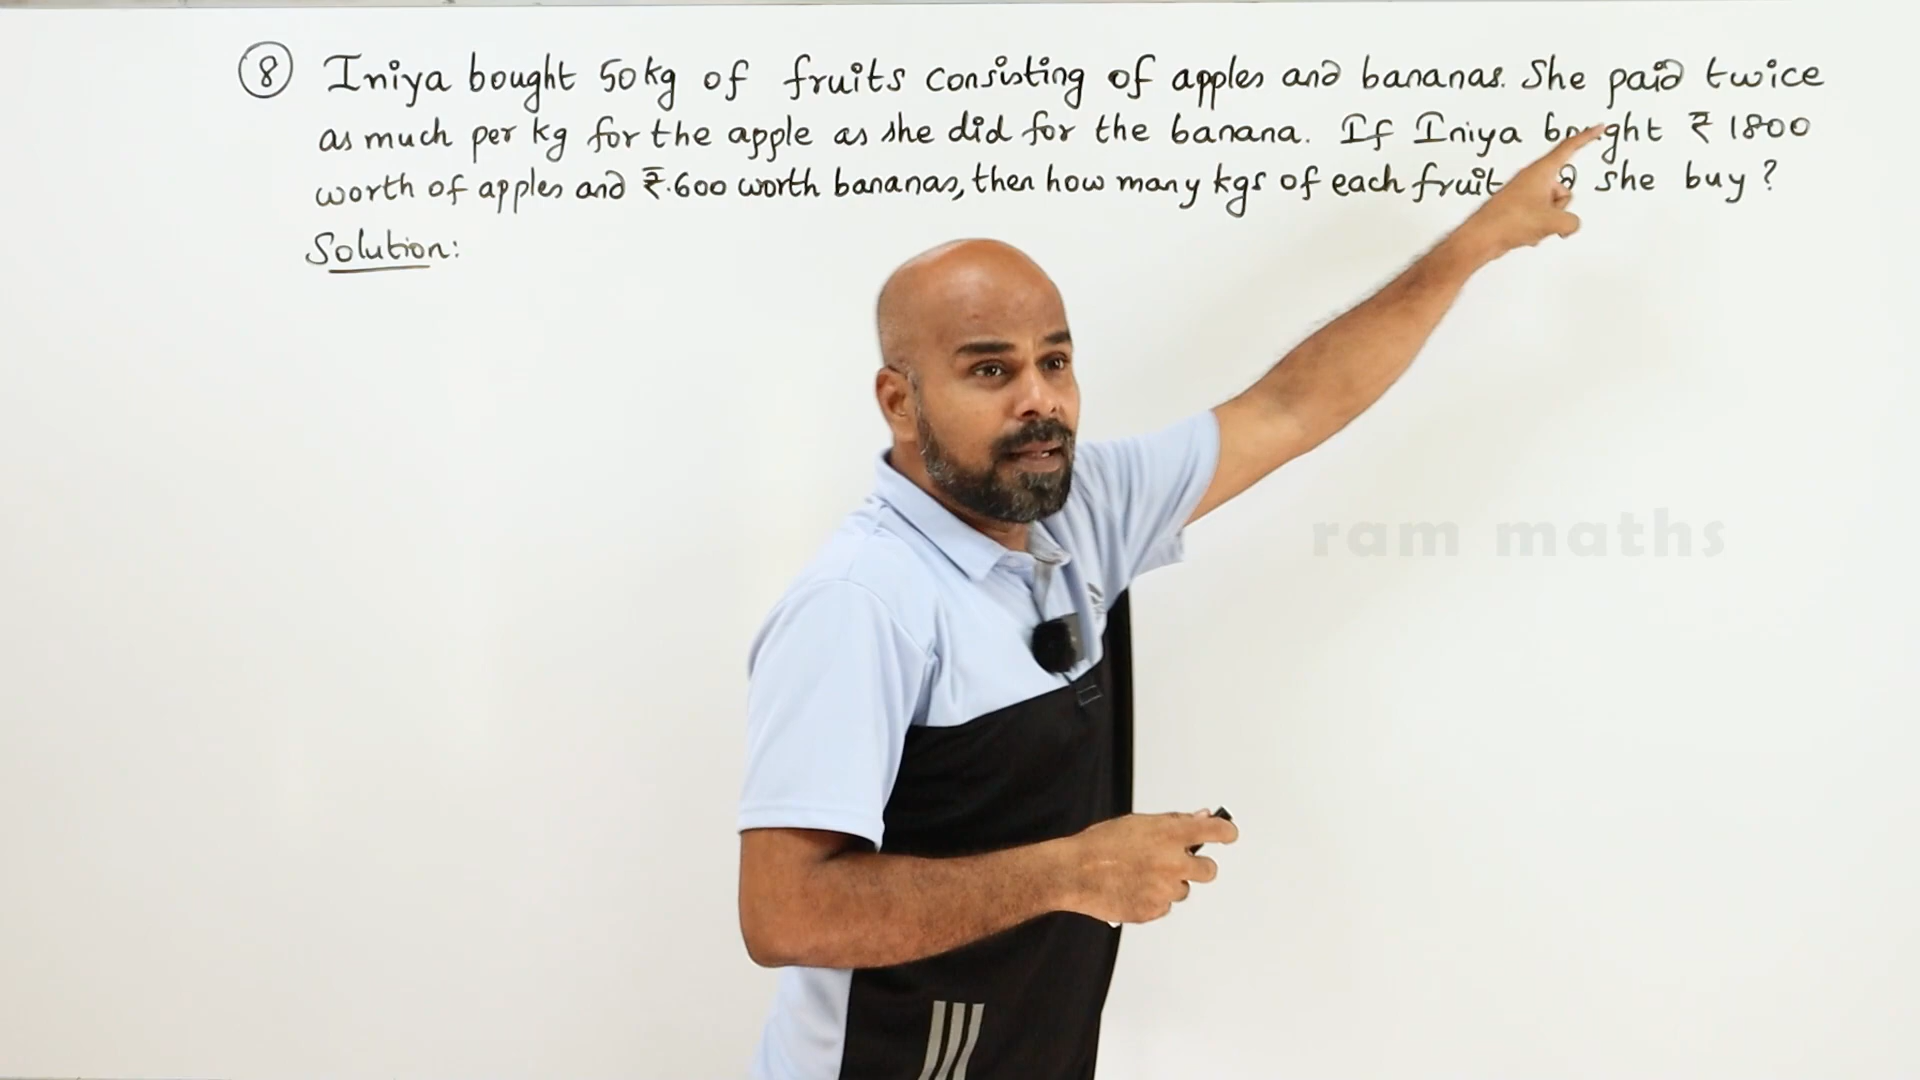 8 Iniya bought 50kg of fruits consisting of apples and bananas. She paid twice
as much per kg for the apple as she did for the banana. If Iniya bought ₹ 1800
worth of apples and ₹.600 worth bananas, then how many kgs of each fruit she buy ?
Solution:
ram maths